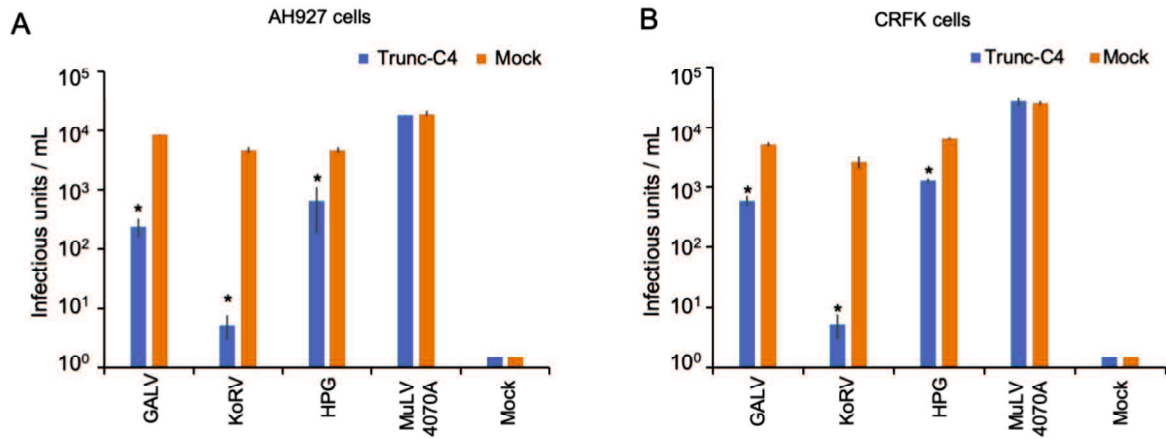 A
AH927 cells
Trunc-C4 Mock
Infectious units / mL
10^5
10^4
10^3
10^2
10^1
10^0
*
*
*
GALV
KoRV
HPG
MuLV
4070A
Mock
B
CRFK cells
Trunc-C4 Mock
Infectious units / mL
10^5
10^4
10^3
10^2
10^1
10^0
*
*
*
GALV
KoRV
HPG
MuLV
4070A
Mock